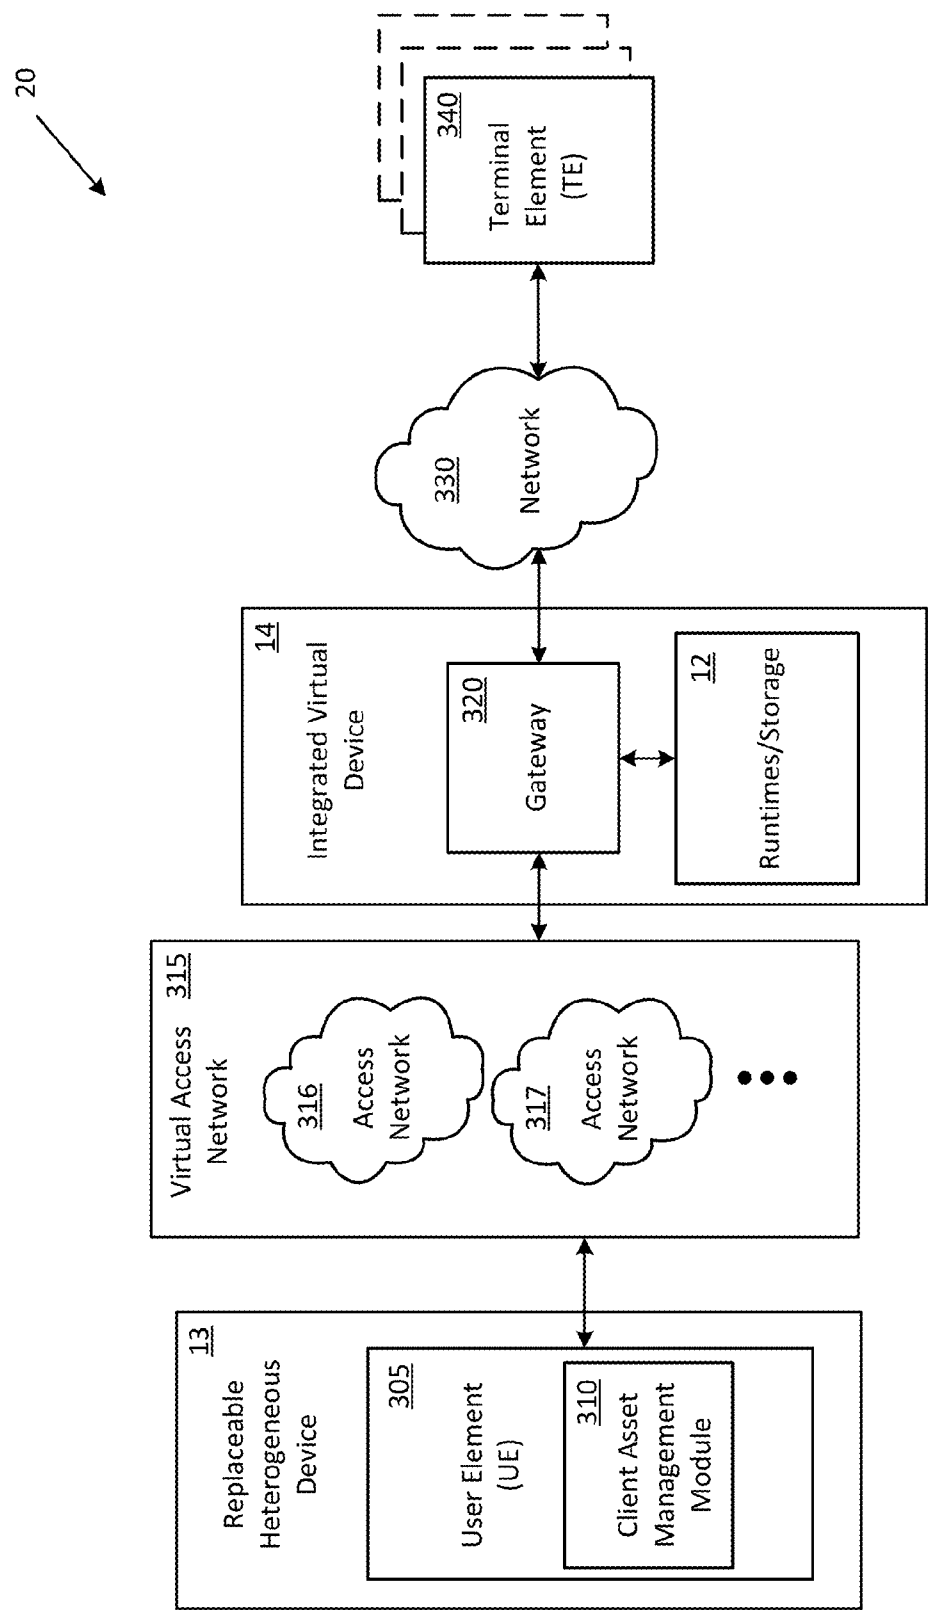 20
13
Replaceable
Heterogeneous
Device
305
User Element
(UE)
310
Client Asset
Management
Module
Virtual Access
Network
315
316
Access
Network
317
Access
Network
14
Integrated Virtual
Device
320
Gateway
12
Runtimes/Storage
330
Network
340
Terminal
Element
(TE)